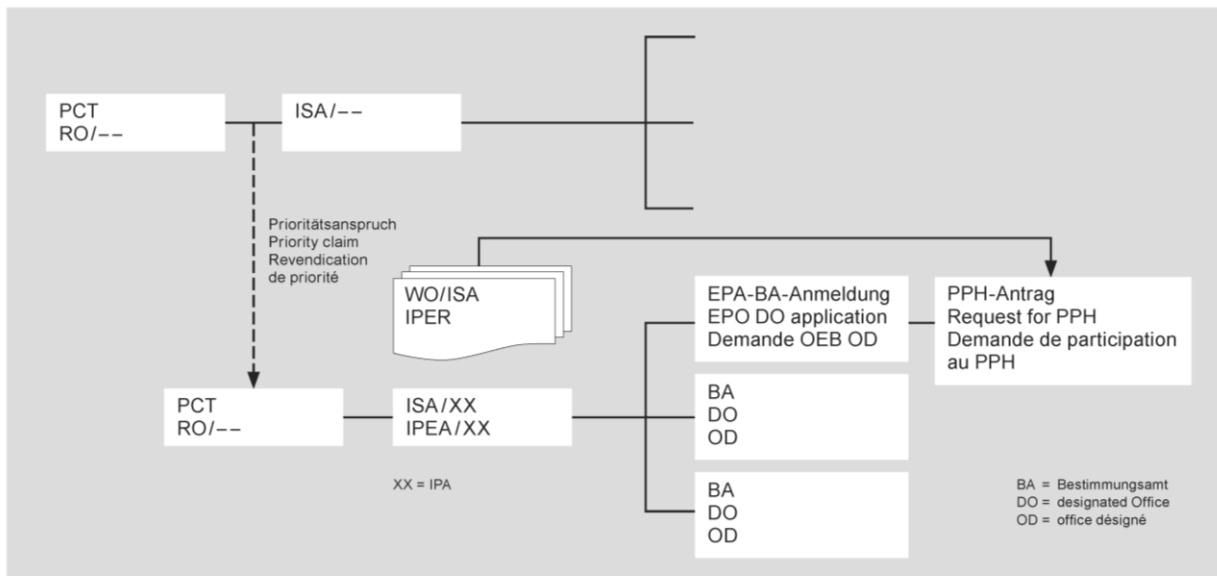 PCT
RO/--
ISA/--
Prioritätsanspruch
Priority claim
Revendication
de priorité
WO/ISA
IPER
EPA-BA-Anmeldung
EPO DO application
Demande OEB OD
PPH-Antrag
Request for PPH
Demande de participation
au PPH
PCT
RO/--
ISA/XX
IPEA/XX
BA
DO
OD
XX = IPA
BA
DO
OD
BA = Bestimmungsamt
DO = designated Office
OD = office désigné